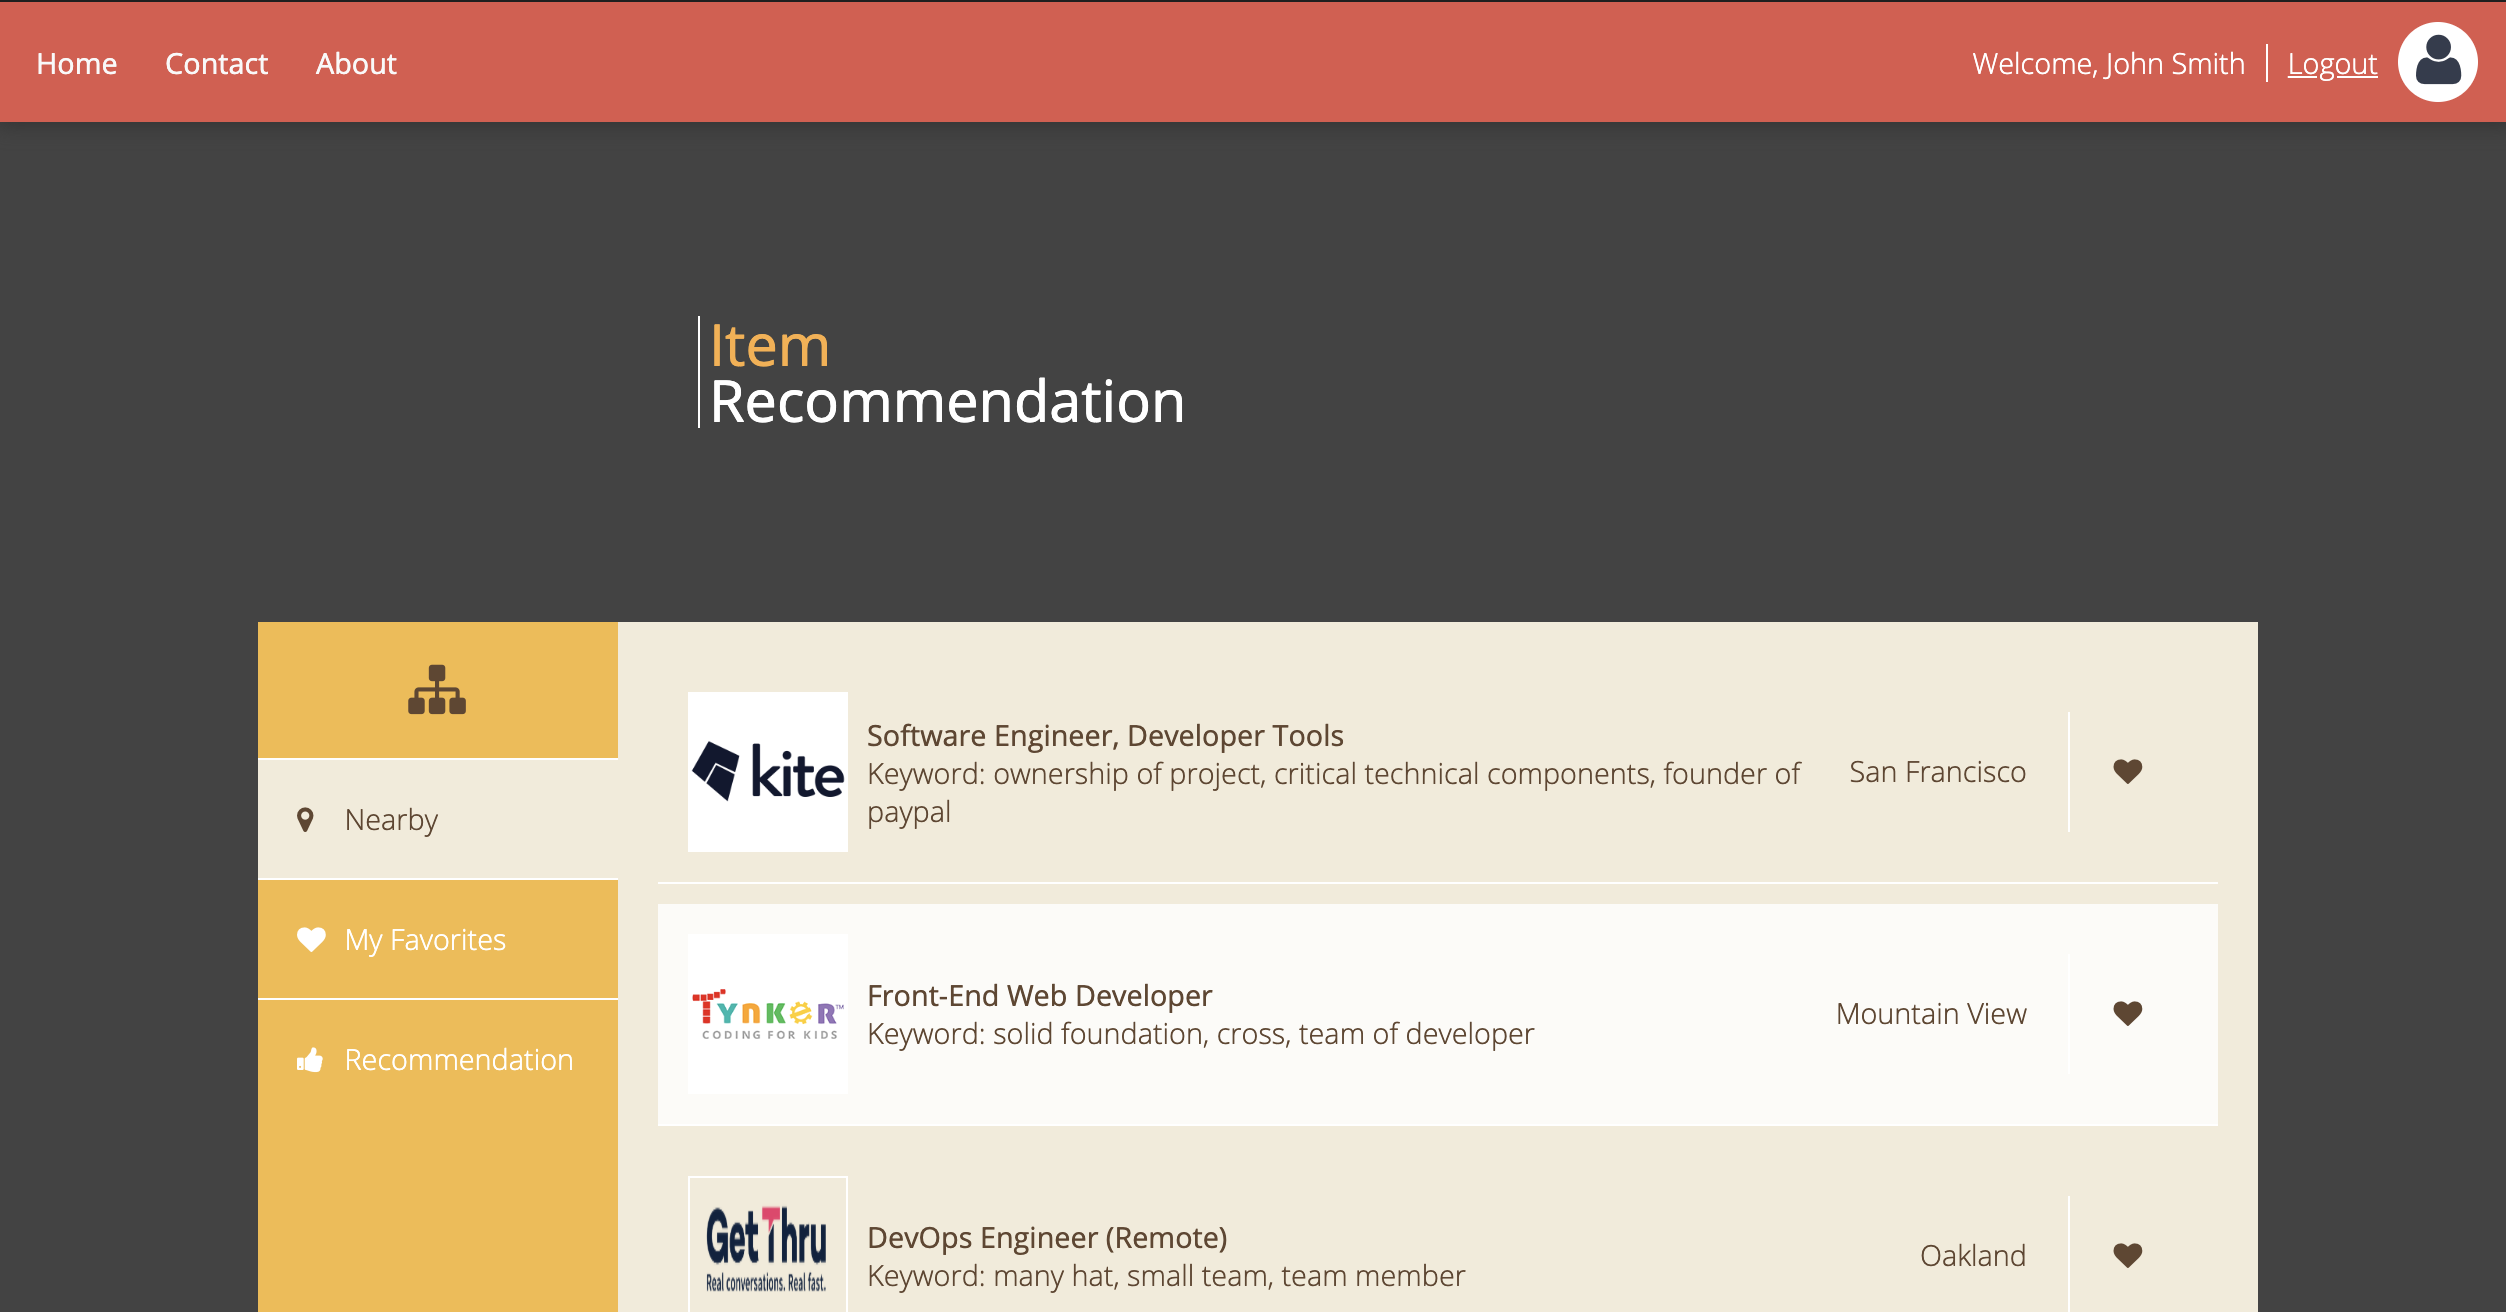 Home Contact About Welcome, John Smith Logout
Item
Recommendation
Nearby
My Favorites
Recommendation
kite
Software Engineer, Developer Tools
Keyword: ownership of project, critical technical components, founder of
paypal
San Francisco
TYNKER™
CODING FOR KIDS
Front-End Web Developer
Keyword: solid foundation, cross, team of developer
Mountain View
GetThru
Real conversations. Real fast.
DevOps Engineer (Remote)
Keyword: many hat, small team, team member
Oakland